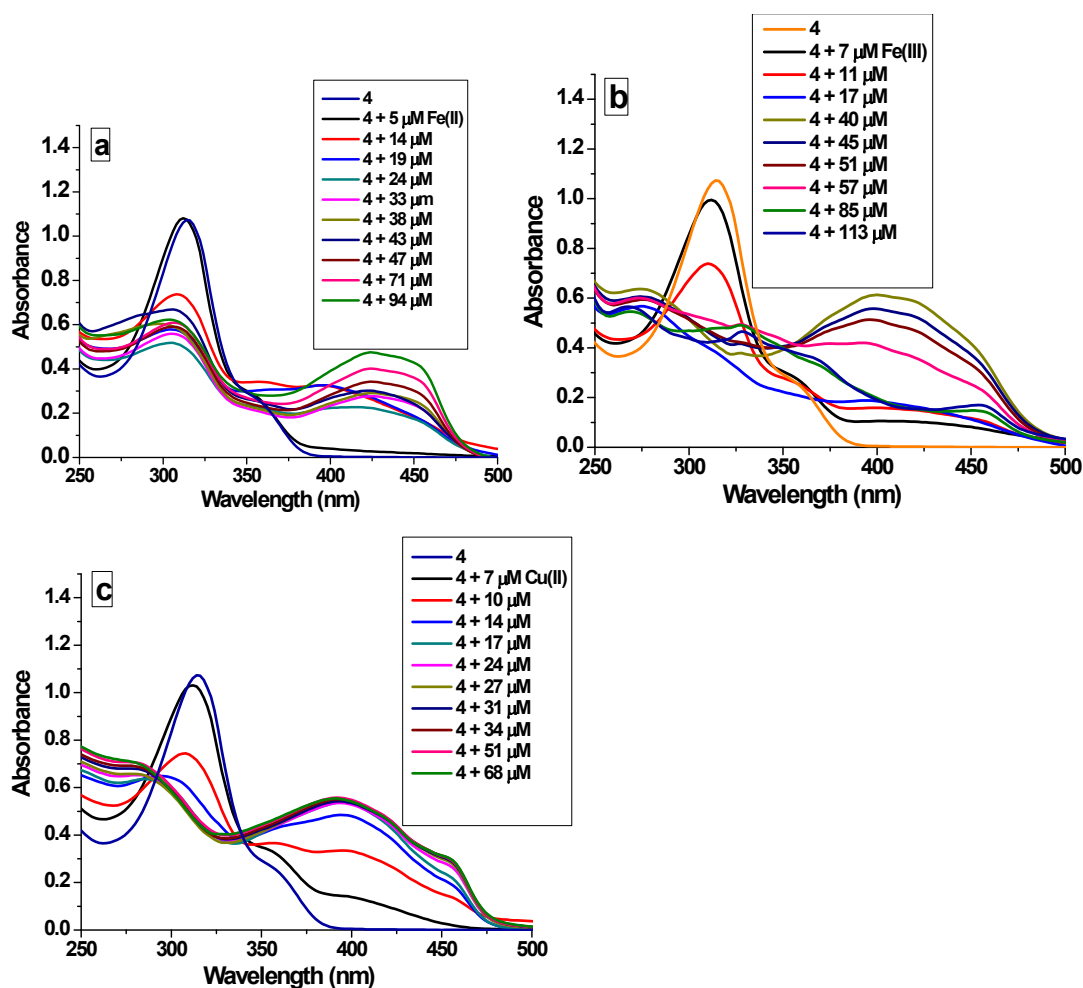 a
4
4 + 5 µM Fe(II)
4 + 14 µM
4 + 19 µM
4 + 24 µM
4 + 33 µm
4 + 38 µM
4 + 43 µM
4 + 47 µM
4 + 71 µM
4 + 94 µM
Absorbance
1.4
1.2
1.0
0.8
0.6
0.4
0.2
0.0
250 300 350 400 450 500
Wavelength (nm)
b
4
4 + 7 µM Fe(III)
4 + 11 µM
4 + 17 µM
4 + 40 µM
4 + 45 µM
4 + 51 µM
4 + 57 µM
4 + 85 µM
4 + 113 µM
Absorbance
1.4
1.2
1.0
0.8
0.6
0.4
0.2
0.0
250 300 350 400 450 500
Wavelength (nm)
c
4
4 + 7 µM Cu(II)
4 + 10 µM
4 + 14 µM
4 + 17 µM
4 + 24 µM
4 + 27 µM
4 + 31 µM
4 + 34 µM
4 + 51 µM
4 + 68 µM
Absorbance
1.4
1.2
1.0
0.8
0.6
0.4
0.2
0.0
250 300 350 400 450 500
Wavelength (nm)